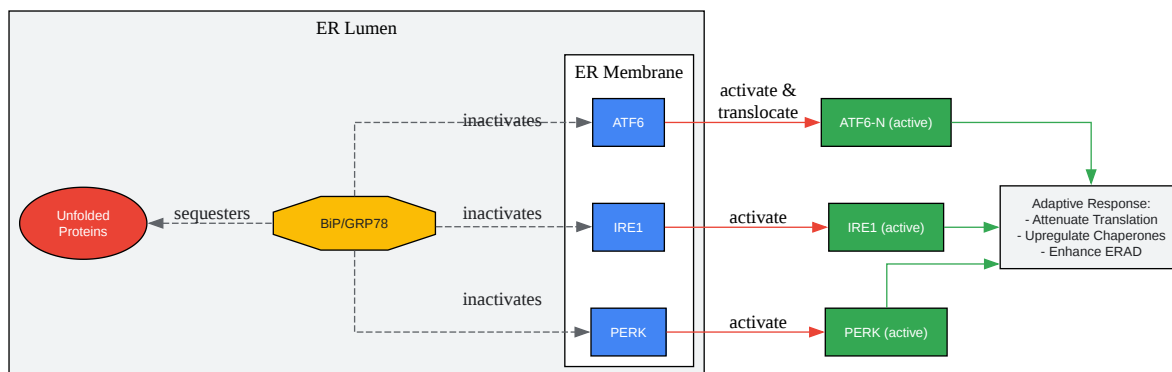 ER Lumen
ER Membrane
activate &
translocate
inactivates
ATF6
ATF6-N (active)
Unfolded
Proteins
sequesters
BiP/GRP78
inactivates
IRE1
activate
IRE1 (active)
Adaptive Response:
- Attenuate Translation
- Upregulate Chaperones
- Enhance ERAD
inactivates
PERK
activate
PERK (active)